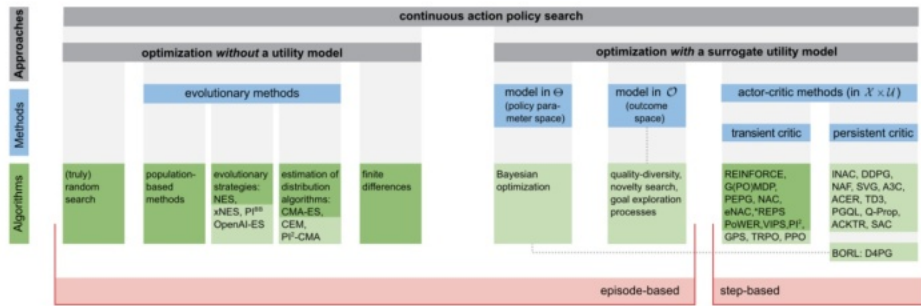 Approaches
continuous action policy search
optimization without a utility model
optimization with a surrogate utility model
Methods
evolutionary methods
model in Θ
(policy para-
meter space)
model in 𝒪
(outcome
space)
actor-critic methods (in 𝒳 × 𝒰)
transient critic
persistent critic
Algorithms
(truly)
random
search
population-
based
methods
evolutionary
strategies:
NES,
xNES, PIᴮᴮ
OpenAI-ES
estimation of
distribution
algorithms:
CMA-ES,
CEM,
PI²-CMA
finite
differences
Bayesian
optimization
quality-diversity,
novelty search,
goal exploration
processes
REINFORCE,
G(PO)MDP,
PEPG, NAC,
eNAC,*REPS
PoWER,VIPS,PI²,
GPS, TRPO, PPO
INAC, DDPG,
NAF, SVG, A3C,
ACER, TD3,
PGQL, Q-Prop,
ACKTR, SAC
BORL: D4PG
episode-based
step-based